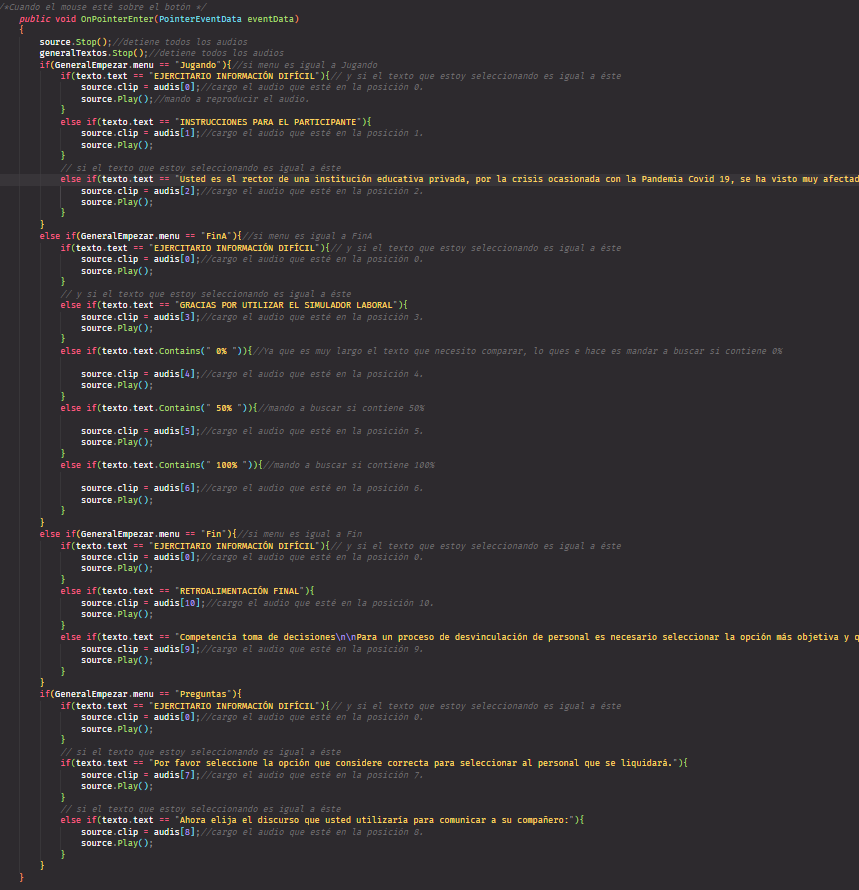 /*Cuando el mouse esté sobre el botón */
public void OnPointerEnter(PointerEventData eventData)
{
source.Stop();//detiene todos los audios
generalTextos.Stop();//detiene todos los audios
if(GeneralEmpezar.menu == "Jugando"){//si menu es igual a Jugando
if(texto.text == "EJERCITARIO INFORMACIÓN DIFÍCIL"){// y si el texto que estoy seleccionando es igual a éste
source.clip = audis[0];//cargo el audio que esté en la posición 0.
source.Play();//mando a reproducir el audio.
}
else if(texto.text == "INSTRUCCIONES PARA EL PARTICIPANTE"){
source.clip = audis[1];//cargo el audio que esté en la posición 1.
source.Play();
}
// si el texto que estoy seleccionando es igual a éste
else if(texto.text == "Usted es el rector de una institución educativa privada, por la crisis ocasionada con la Pandemia Covid 19, se ha visto muy afectad
source.clip = audis[2];//cargo el audio que esté en la posición 2.
source.Play();
}
}
else if(GeneralEmpezar.menu == "FinA"){//si menu es igual a FinA
if(texto.text == "EJERCITARIO INFORMACIÓN DIFÍCIL"){// y si el texto que estoy seleccionando es igual a éste
source.clip = audis[0];//cargo el audio que esté en la posición 0.
source.Play();
}
// y si el texto que estoy seleccionando es igual a éste
else if(texto.text == "GRACIAS POR UTILIZAR EL SIMULADOR LABORAL"){
source.clip = audis[3];//cargo el audio que esté en la posición 3.
source.Play();
}
else if(texto.text.Contains(" 0% ")){//Ya que es muy largo el texto que necesito comparar, lo ques e hace es mandar a buscar si contiene 0%
source.clip = audis[4];//cargo el audio que esté en la posición 4.
source.Play();
}
else if(texto.text.Contains(" 50% ")){//mando a buscar si contiene 50%
source.clip = audis[5];//cargo el audio que esté en la posición 5.
source.Play();
}
else if(texto.text.Contains(" 100% ")){//mando a buscar si contiene 100%
source.clip = audis[6];//cargo el audio que esté en la posición 6.
source.Play();
}
}
else if(GeneralEmpezar.menu == "Fin"){//si menu es igual a Fin
if(texto.text == "EJERCITARIO INFORMACIÓN DIFÍCIL"){// y si el texto que estoy seleccionando es igual a éste
source.clip = audis[0];//cargo el audio que esté en la posición 0.
source.Play();
}
else if(texto.text == "RETROALIMENTACIÓN FINAL"){
source.clip = audis[10];//cargo el audio que esté en la posición 10.
source.Play();
}
else if(texto.text == "Competencia toma de decisiones\n\nPara un proceso de desvinculación de personal es necesario seleccionar la opción más objetiva y q
source.clip = audis[9];//cargo el audio que esté en la posición 9.
source.Play();
}
}
if(GeneralEmpezar.menu == "Preguntas"){
if(texto.text == "EJERCITARIO INFORMACIÓN DIFÍCIL"){// y si el texto que estoy seleccionando es igual a éste
source.clip = audis[0];//cargo el audio que esté en la posición 0.
source.Play();
}
// si el texto que estoy seleccionando es igual a éste
if(texto.text == "Por favor seleccione la opción que considere correcta para seleccionar al personal que se liquidará."){
source.clip = audis[7];//cargo el audio que esté en la posición 7.
source.Play();
}
// si el texto que estoy seleccionando es igual a éste
else if(texto.text == "Ahora elija el discurso que usted utilizaría para comunicar a su compañero:"){
source.clip = audis[8];//cargo el audio que esté en la posición 8.
source.Play();
}
}
}